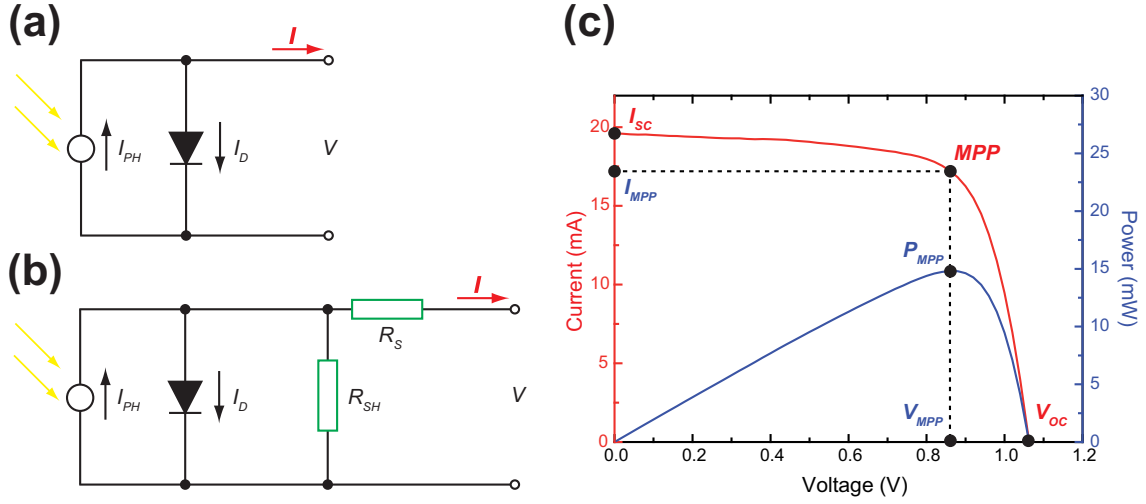 (a)
I
I_PH
I_D
V
(b)
I
R_S
I_PH
I_D
R_SH
V
(c)
Current (mA)
20
15
10
5
0
I_SC
MPP
I_MPP
P_MPP
V_MPP
V_OC
30
25
20
15
10
5
0
Power (mW)
0.0 0.2 0.4 0.6 0.8 1.0 1.2
Voltage (V)